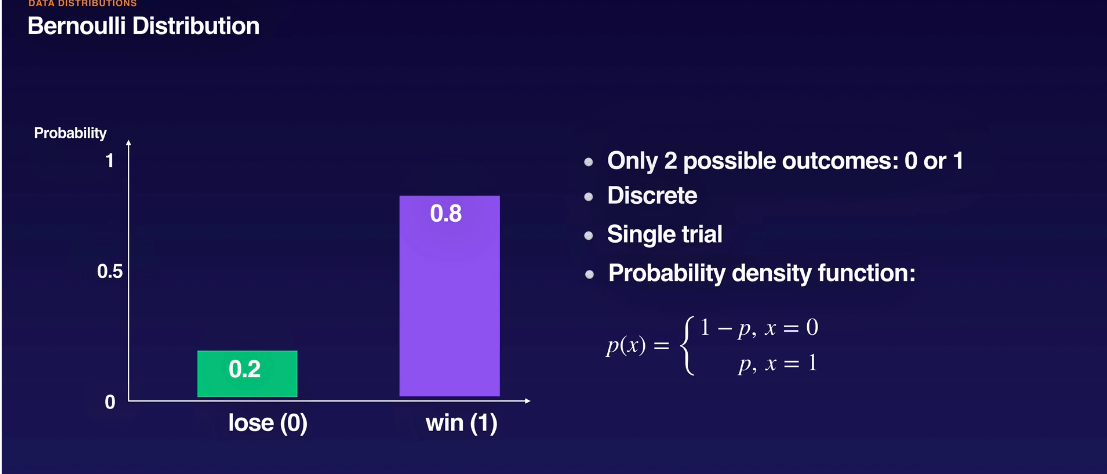 DATA DISTRIBUTIONS
Bernoulli Distribution
Probability
1
0.5
0
0.2
0.8
lose (0)
win (1)
Only 2 possible outcomes: 0 or 1
Discrete
Single trial
Probability density function:
p(x) = { 1 − p, x = 0
p, x = 1